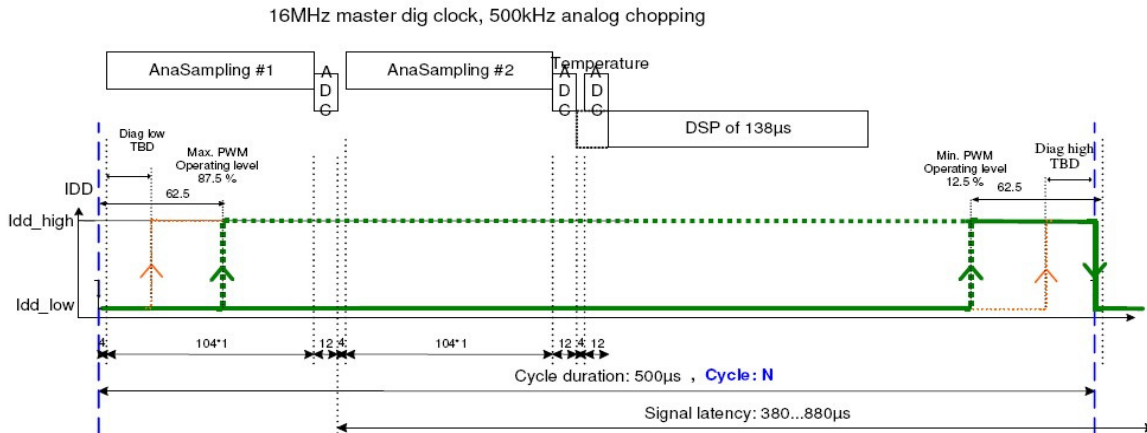 16MHz master dig clock, 500kHz analog chopping
AnaSampling #1
ADC
AnaSampling #2
Temperature
ADC
ADC
DSP of 138µs
Diag low
TBD
Max. PWM
Operating level
87.5 %
62.5
Min. PWM
Operating level
12.5 %
62.5
Diag high
TBD
IDD
Idd_high
Idd_low
4 104*1 12 4 104*1 12 4 12
Cycle duration: 500µs , Cycle: N
Signal latency: 380...880µs